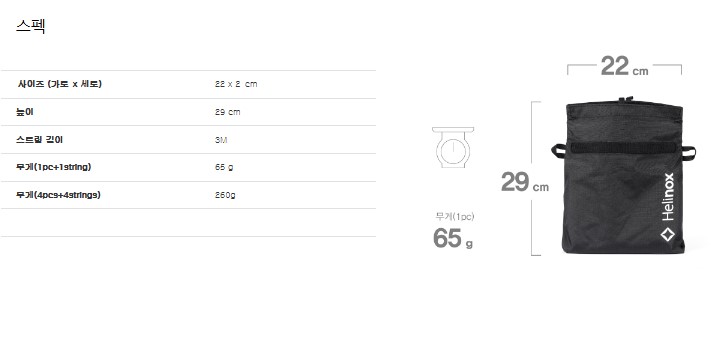 스펙
사이즈 (가로 x 세로)
22 x 2 cm
높이
29 cm
스트링 길이
3M
무게(1pc+1string)
65 g
무게(4pcs+4strings)
260g
22 cm
29 cm
무게(1pc)
65 g
Helinox